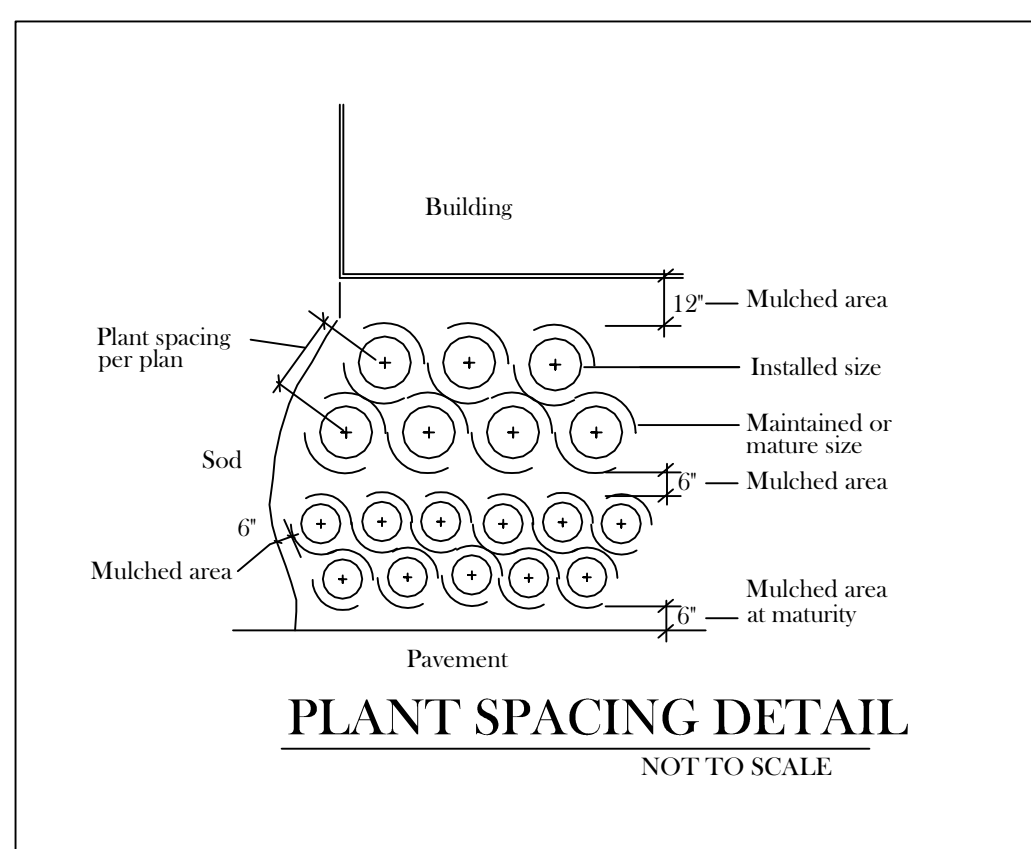 Building
12"
Mulched area
Plant spacing
per plan
Installed size
Maintained or
mature size
Sod
6"
Mulched area
6"
Mulched area
Mulched area
at maturity
6"
Pavement
PLANT SPACING DETAIL
NOT TO SCALE